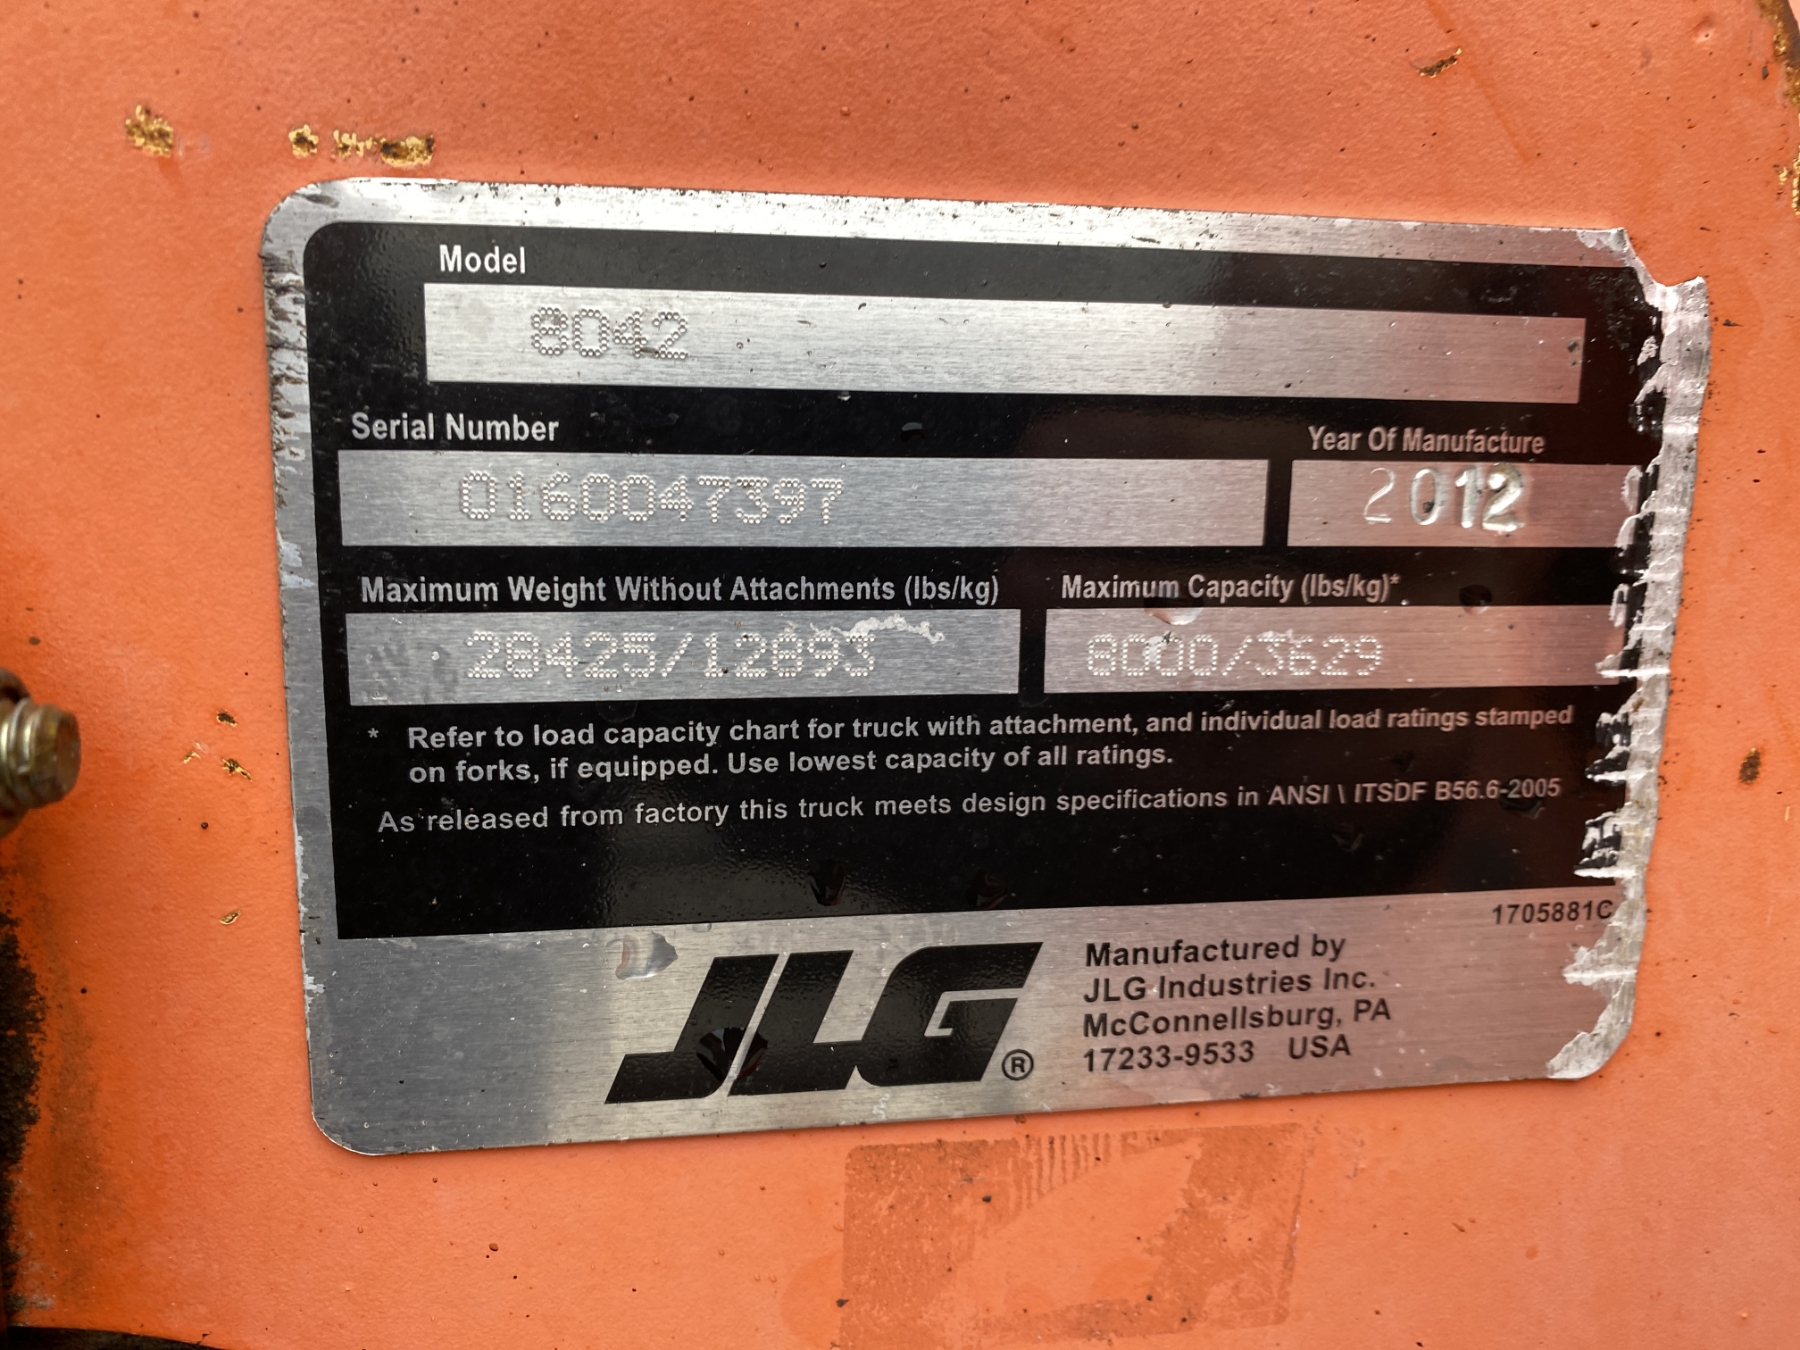 Model
8042
Serial Number
Year Of Manufacture
0160047397
2012
Maximum Weight Without Attachments (lbs/kg)
Maximum Capacity (lbs/kg)*
28425/12893
8000/3629
* Refer to load capacity chart for truck with attachment, and individual load ratings stamped
on forks, if equipped. Use lowest capacity of all ratings.
As released from factory this truck meets design specifications in ANSI \ ITSDF B56.6-2005
1705881C
JLG®
Manufactured by
JLG Industries Inc.
McConnellsburg, PA
17233-9533 USA